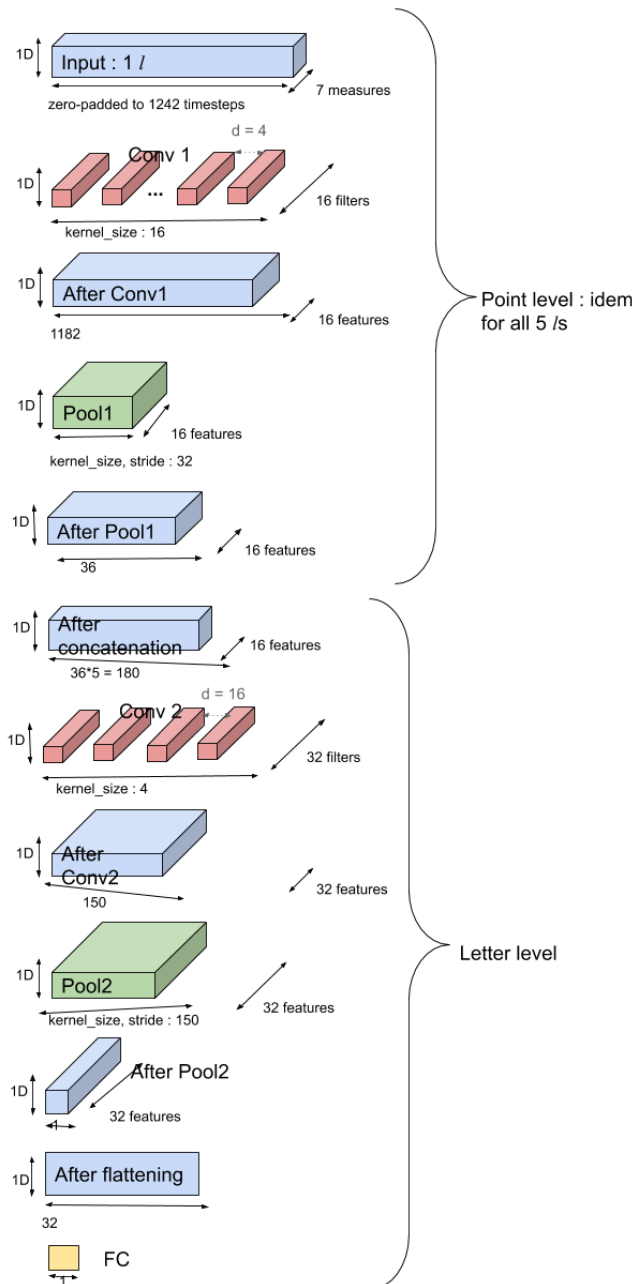 1D
Input : 1 l
7 measures
zero-padded to 1242 timesteps
d = 4
Conv 1
1D
...
16 filters
kernel_size : 16
1D
After Conv1
16 features
1182
Point level : idem
for all 5 ls
1D
Pool1
16 features
kernel_size, stride : 32
1D
After Pool1
16 features
36
1D
After
concatenation
16 features
36*5 = 180
d = 16
Conv 2
1D
32 filters
kernel_size : 4
1D
After
Conv2
32 features
150
Letter level
1D
Pool2
32 features
kernel_size, stride : 150
After Pool2
1D
32 features
1
1D
After flattening
32
FC
1